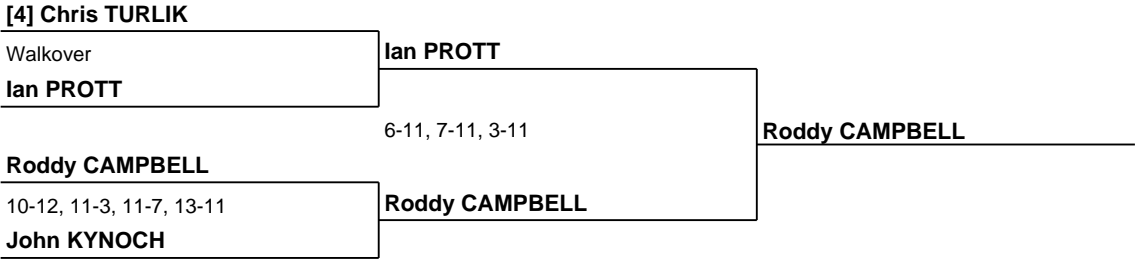 [4] Chris TURLIK
Walkover
Ian PROTT
Ian PROTT
6-11, 7-11, 3-11
Roddy CAMPBELL
Roddy CAMPBELL
10-12, 11-3, 11-7, 13-11
Roddy CAMPBELL
John KYNOCH